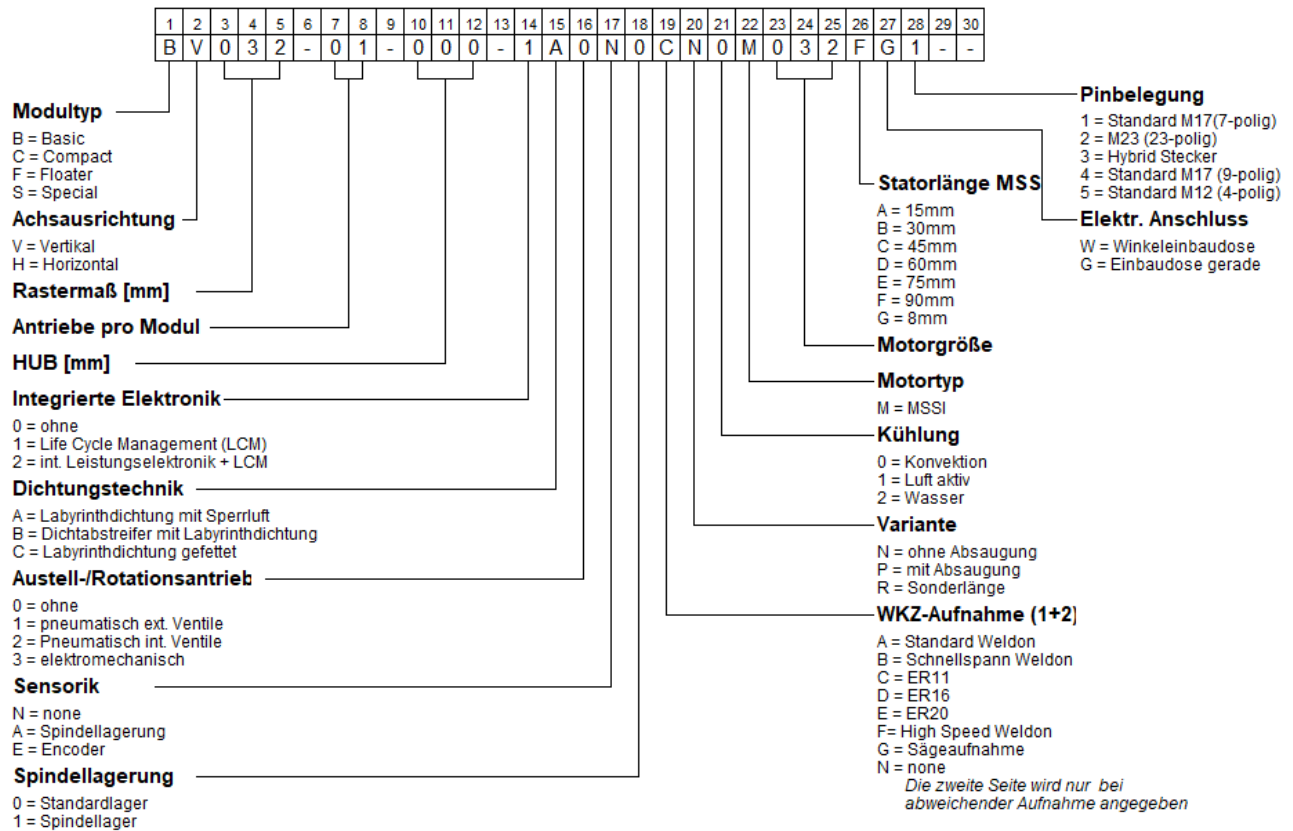 1 2 3 4 5 6 7 8 9 10 11 12 13 14 15 16 17 18 19 20 21 22 23 24 25 26 27 28 29 30
B V 0 3 2 - 0 1 - 0 0 0 - 1 A 0 N 0 C N 0 M 0 3 2 F G 1 - -
Modultyp
B = Basic
C = Compact
F = Floater
S = Special
Achsausrichtung
V = Vertikal
H = Horizontal
Rastermaß [mm]
Antriebe pro Modul
HUB [mm]
Integrierte Elektronik
0 = ohne
1 = Life Cycle Management (LCM)
2 = int. Leistungselektronik + LCM
Dichtungstechnik
A = Labyrinthdichtung mit Sperrluft
B = Dichtabstreifer mit Labyrinthdichtung
C = Labyrinthdichtung gefettet
Austell-/Rotationsantrieb
0 = ohne
1 = pneumatisch ext. Ventile
2 = Pneumatisch int. Ventile
3 = elektromechanisch
Sensorik
N = none
A = Spindellagerung
E = Encoder
Spindellagerung
0 = Standardlager
1 = Spindellager
Pinbelegung
1 = Standard M17(7-polig)
2 = M23 (23-polig)
3 = Hybrid Stecker
4 = Standard M17 (9-polig)
5 = Standard M12 (4-polig)
Elektr. Anschluss
W = Winkeleinbaudose
G = Einbaudose gerade
Statorlänge MSS
A = 15mm
B = 30mm
C = 45mm
D = 60mm
E = 75mm
F = 90mm
G = 8mm
Motorgröße
Motortyp
M = MSSI
Kühlung
0 = Konvektion
1 = Luft aktiv
2 = Wasser
Variante
N = ohne Absaugung
P = mit Absaugung
R = Sonderlänge
WKZ-Aufnahme (1+2)
A = Standard Weldon
B = Schnellspann Weldon
C = ER11
D = ER16
E = ER20
F= High Speed Weldon
G = Sägeaufnahme
N = none
Die zweite Seite wird nur bei
abweichender Aufnahme angegeben